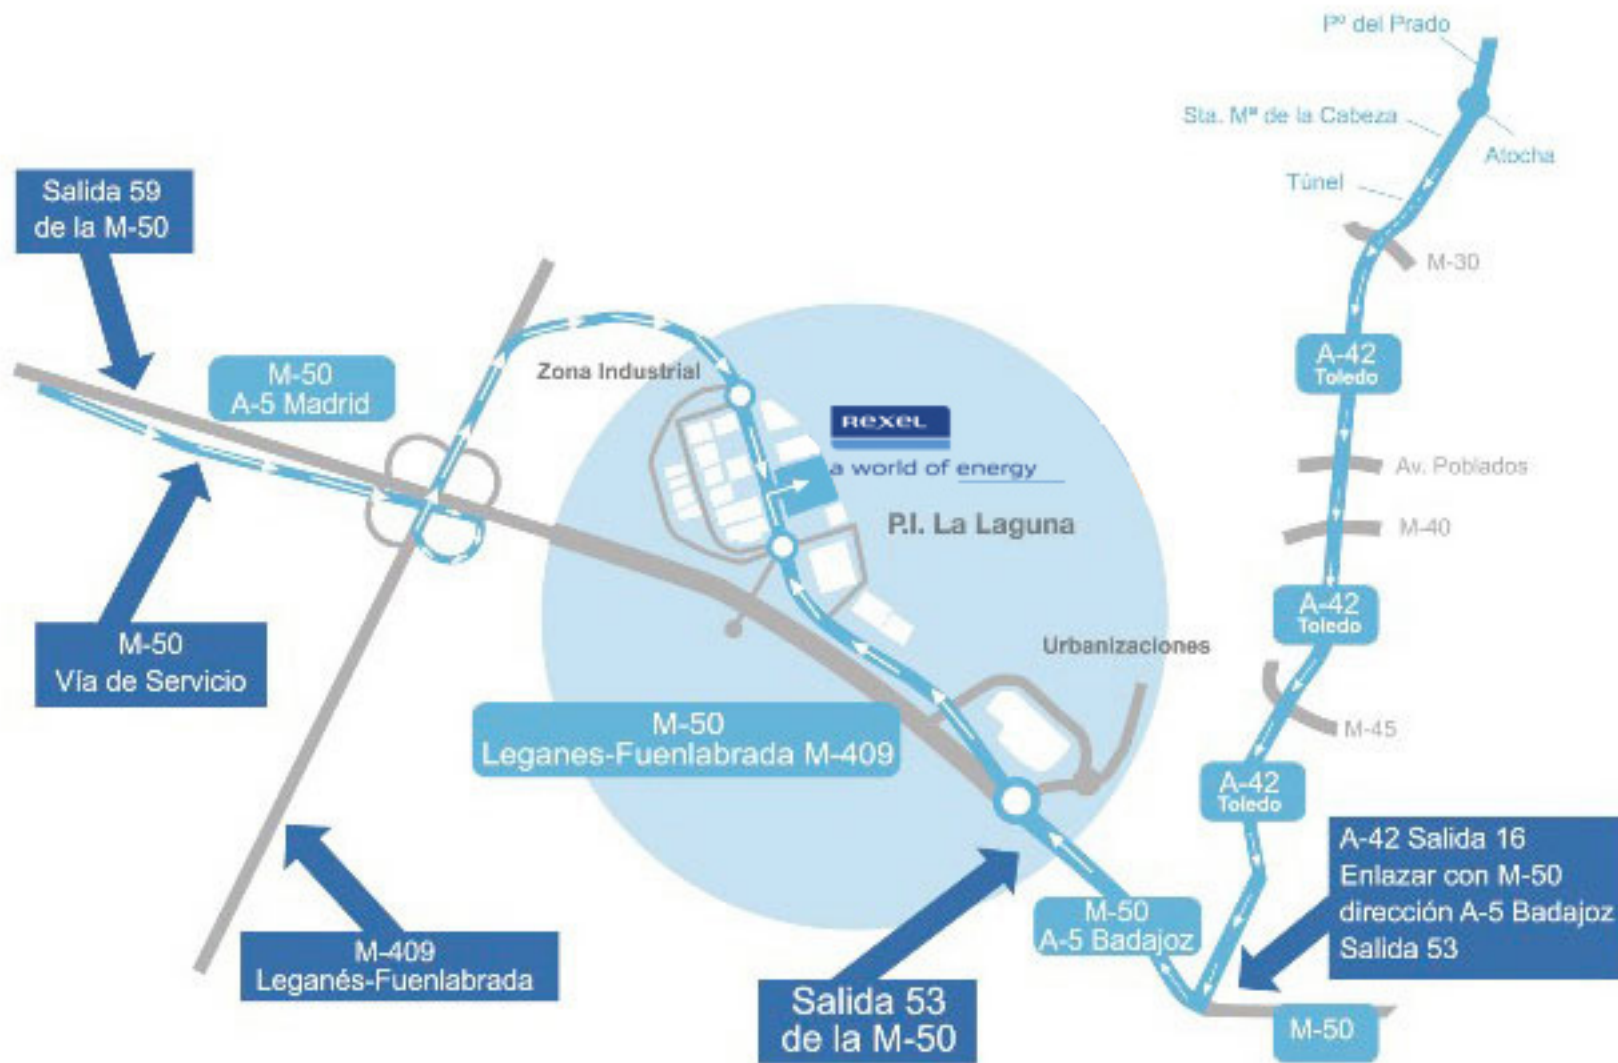 Pº del Prado
Sta. Mª de la Cabeza
Atocha
Túnel
M-30
Salida 59
de la M-50
M-50
A-5 Madrid
Zona Industrial
A-42
Toledo
REXEL
a world of energy
Av. Poblados
P.I. La Laguna
M-40
A-42
Toledo
M-50
Vía de Servicio
Urbanizaciones
M-50
Leganes-Fuenlabrada M-409
M-45
A-42
Toledo
A-42 Salida 16
Enlazar con M-50
dirección A-5 Badajoz
Salida 53
M-50
A-5 Badajoz
M-409
Leganés-Fuenlabrada
Salida 53
de la M-50
M-50